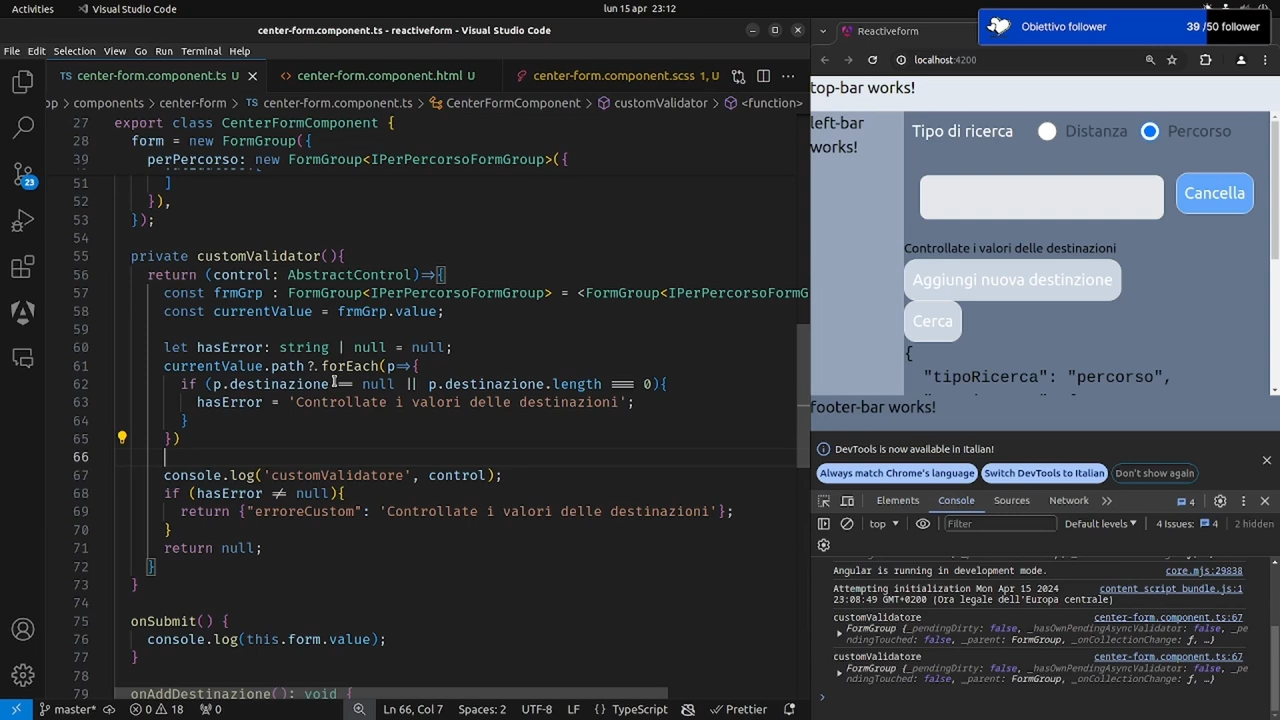 Activities
Visual Studio Code
lun 15 apr 23:12
center-form.component.ts - reactiveform - Visual Studio Code
File Edit Selection View Go Run Terminal Help
TS center-form.component.ts U
<> center-form.component.html U
center-form.component.scss 1, U
op > components > center-form > TS center-form.component.ts > CenterFormComponent > customValidator > <function>
27 export class CenterFormComponent {
28 form = new FormGroup({
39 perPercorso: new FormGroup<IPerPercorsoFormGroup>({
51 ]
52 }),
53 });
54
55 private customValidator(){
56 return (control: AbstractControl)=>{
57 const frmGrp : FormGroup<IPerPercorsoFormGroup> = <FormGroup<IPerPercorsoFormG
58 const currentValue = frmGrp.value;
59
60 let hasError: string | null = null;
61 currentValue.path?.forEach(p=>{
62 if (p.destinazione === null || p.destinazione.length === 0){
63 hasError = 'Controllate i valori delle destinazioni';
64 }
65 })
66
67 console.log('customValidatore', control);
68 if (hasError != null){
69 return {"erroreCustom": 'Controllate i valori delle destinazioni'};
70 }
71 return null;
72 }
73 }
74
75 onSubmit() {
76 console.log(this.form.value);
77 }
78
79 onAddDestinazione(): void {
23
master*
0 18
0
Ln 66, Col 7
Spaces: 2
UTF-8
LF
{} TypeScript
Prettier
Obiettivo follower
39 /50 follower
Reactiveform
localhost:4200
top-bar works!
left-bar
works!
Tipo di ricerca
Distanza
Percorso
Cancella
Controllate i valori delle destinazioni
Aggiungi nuova destinzione
Cerca
{
"tipoRicerca": "percorso",
footer-bar works!
DevTools is now available in Italian!
Always match Chrome's language
Switch DevTools to Italian
Don't show again
Elements
Console
Sources
Network
4
top
Filter
Default levels
4 Issues: 4
2 hidden
Angular is running in development mode.
core.mjs:29838
Attempting initialization Mon Apr 15 2024
content_script_bundle.js:1
23:08:49 GMT+0200 (Ora legale dell'Europa centrale)
customValidatore
center-form.component.ts:67
FormGroup {_pendingDirty: false, _hasOwnPendingAsyncValidator: false, _pe
ndingTouched: false, _parent: FormGroup, _onCollectionChange: ƒ, …}
customValidatore
center-form.component.ts:67
FormGroup {_pendingDirty: false, _hasOwnPendingAsyncValidator: false, _pe
ndingTouched: false, _parent: FormGroup, _onCollectionChange: ƒ, …}